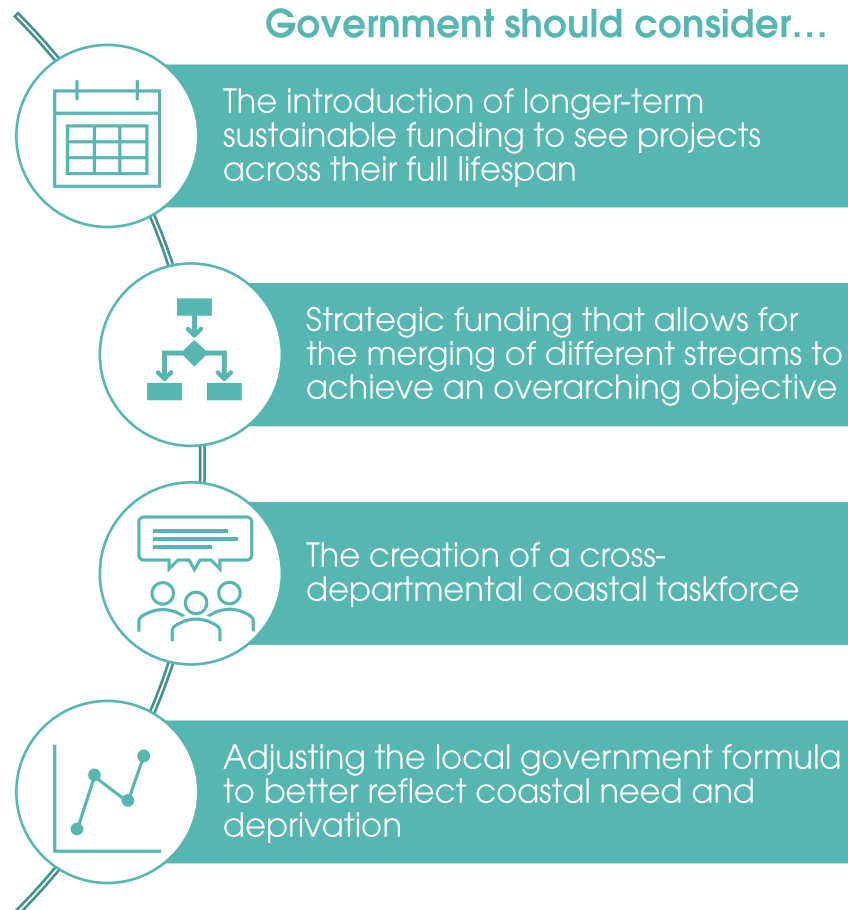 Government should consider...
The introduction of longer-term
sustainable funding to see projects
across their full lifespan
Strategic funding that allows for
the merging of different streams to
achieve an overarching objective
The creation of a cross-
departmental coastal taskforce
Adjusting the local government formula
to better reflect coastal need and
deprivation